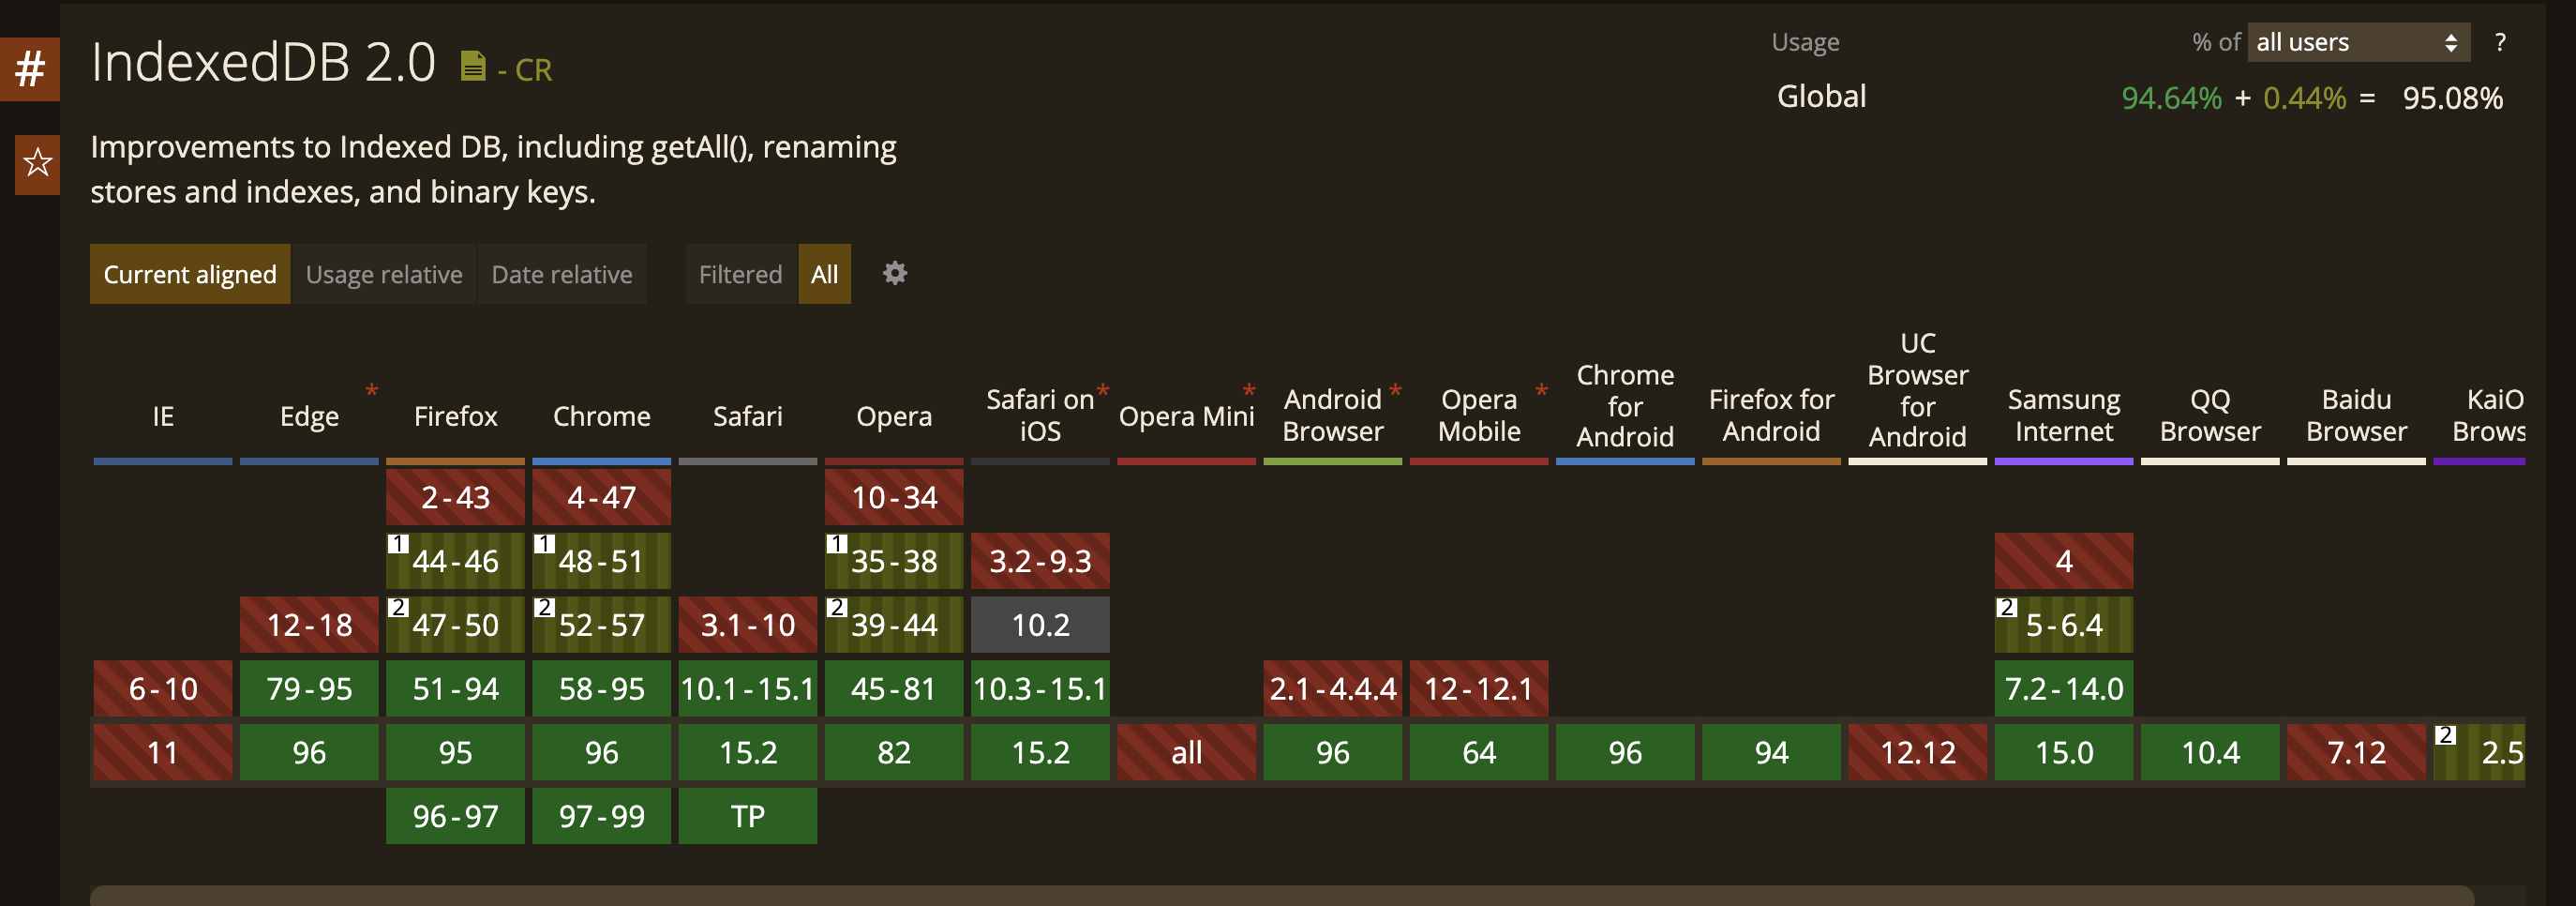 #
IndexedDB 2.0 - CR
Usage % of all users ?
Global 94.64% + 0.44% = 95.08%
Improvements to Indexed DB, including getAll(), renaming
stores and indexes, and binary keys.
Current aligned Usage relative Date relative Filtered All
IE
Edge *
Firefox
Chrome
Safari
Opera
Safari on *
iOS
Opera Mini *
Android *
Browser
Opera *
Mobile
Chrome
for
Android
Firefox for
Android
UC
Browser
for
Android
Samsung
Internet
QQ
Browser
Baidu
Browser
KaiO
Brows
2-43 4-47 10-34
1 44-46 1 48-51 1 35-38 3.2-9.3 4
12-18 2 47-50 2 52-57 3.1-10 2 39-44 10.2 2 5-6.4
6-10 79-95 51-94 58-95 10.1-15.1 45-81 10.3-15.1 2.1-4.4.4 12-12.1 7.2-14.0
11 96 95 96 15.2 82 15.2 all 96 64 96 94 12.12 15.0 10.4 7.12 2 2.5
96-97 97-99 TP